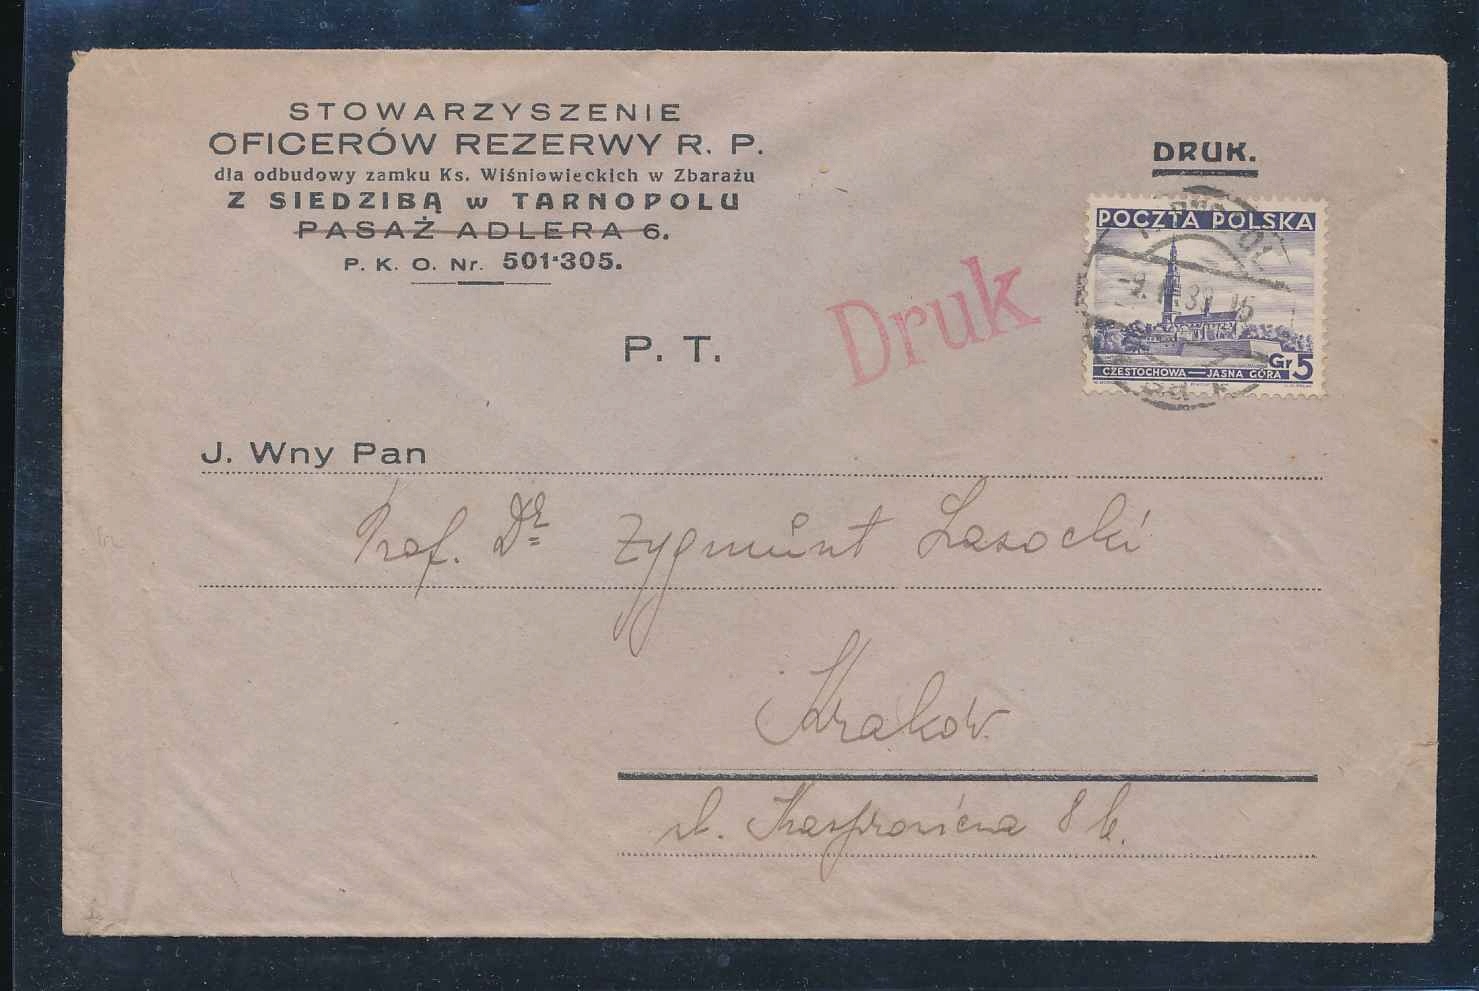 STOWARZYSZENIE
OFICERÓW REZERWY R. P.
dla odbudowy zamku Ks. Wiśniowieckich w Zbarażu
Z SIEDZIBĄ w TARNOPOLU
PASAŻ ADLERA 6.
P. K. O. Nr. 501·305.
DRUK.
POCZTA POLSKA
Gr 5
CZĘSTOCHOWA — JASNA GÓRA
Druk
P. T.
J. Wny Pan
Prof. Dr Zygmunt Lasocki
Kraków
ul. Kasprowicza 8